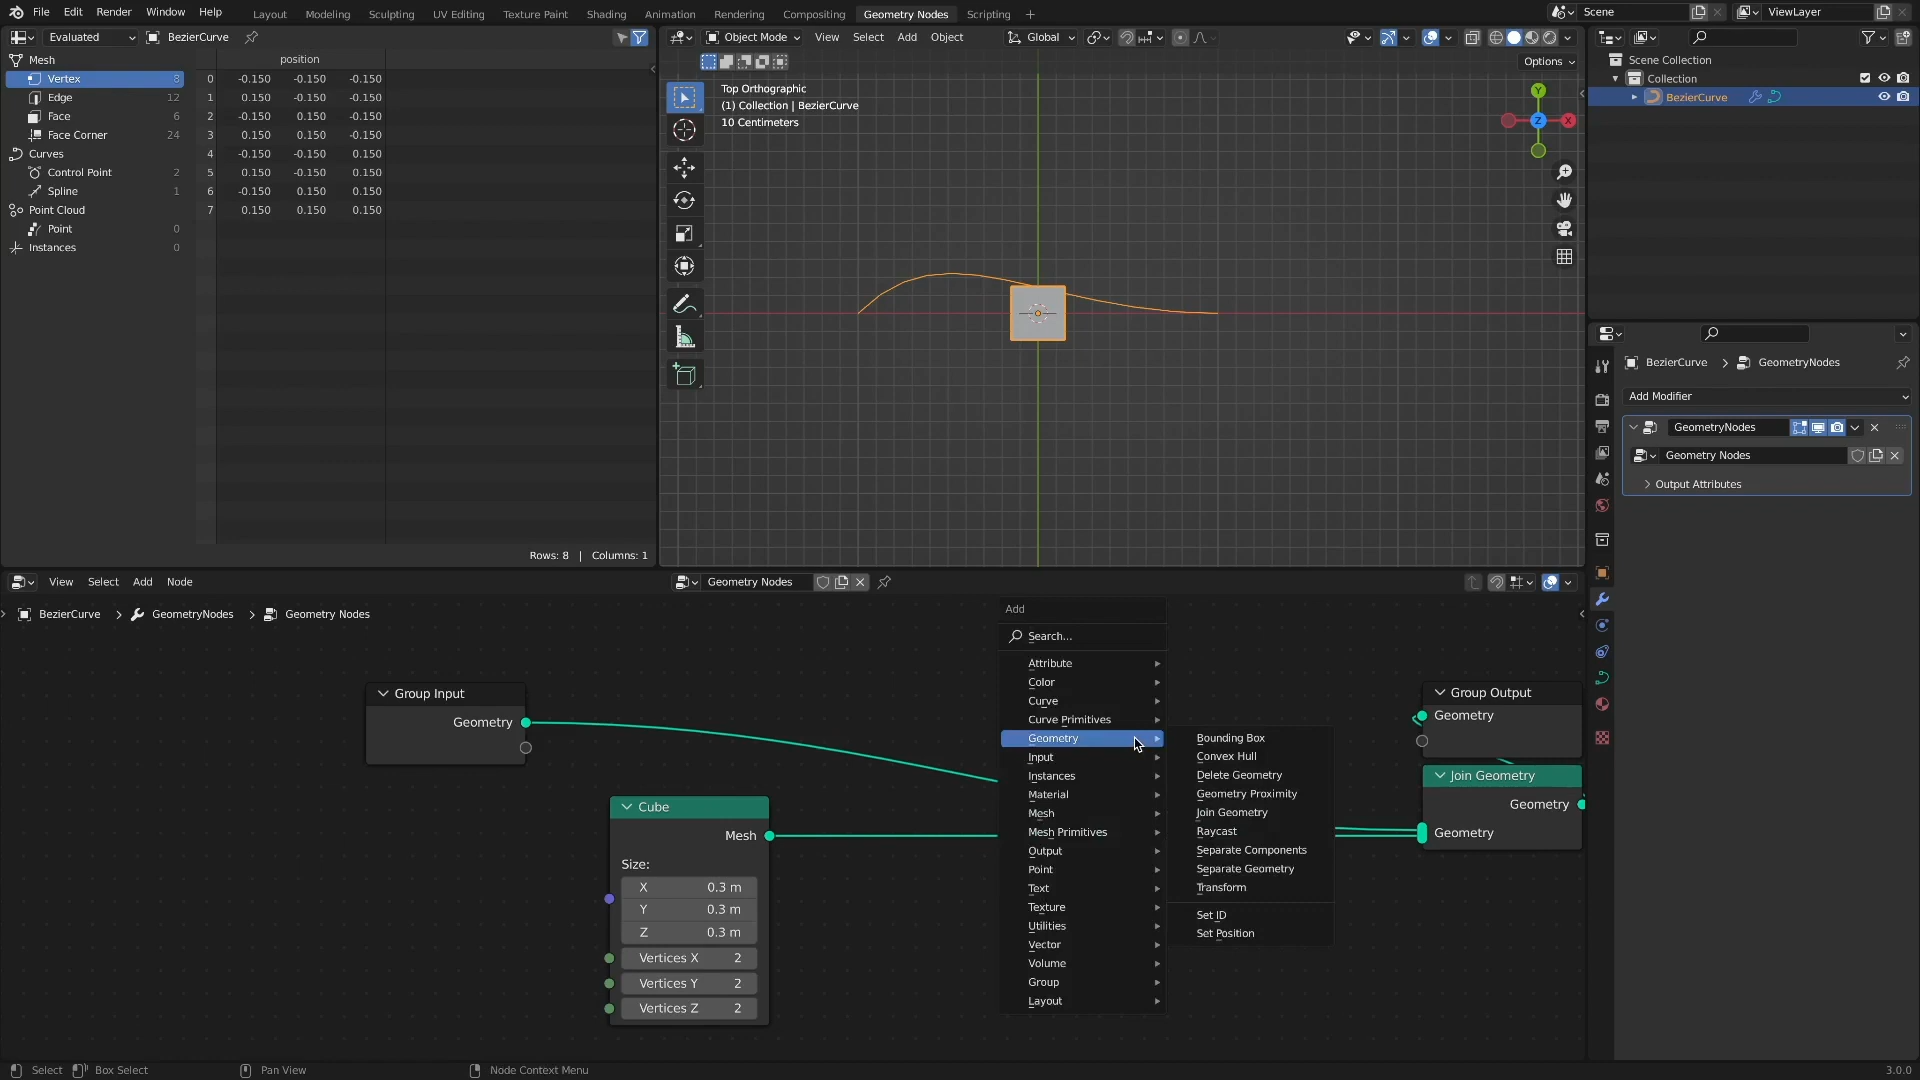 File Edit Render Window Help Layout Modeling Sculpting UV Editing Texture Paint Shading Animation Rendering Compositing Geometry Nodes Scripting + Scene ViewLayer
Evaluated BezierCurve
Object Mode View Select Add Object Global
Options
Mesh
Vertex 8
Edge 12
Face 6
Face Corner 24
Curves
Control Point 2
Spline 1
Point Cloud
Point 0
Instances 0
position
0 -0.150 -0.150 -0.150
1 0.150 -0.150 -0.150
2 -0.150 0.150 -0.150
3 0.150 0.150 -0.150
4 -0.150 -0.150 0.150
5 0.150 -0.150 0.150
6 -0.150 0.150 0.150
7 0.150 0.150 0.150
Rows: 8 | Columns: 1
Top Orthographic
(1) Collection | BezierCurve
10 Centimeters
Y
Z
X
Scene Collection
Collection
BezierCurve
BezierCurve > GeometryNodes
Add Modifier
GeometryNodes
Geometry Nodes
> Output Attributes
View Select Add Node Geometry Nodes
BezierCurve > GeometryNodes > Geometry Nodes
Group Input
Geometry
Cube
Mesh
Size:
X 0.3 m
Y 0.3 m
Z 0.3 m
Vertices X 2
Vertices Y 2
Vertices Z 2
Add
Search...
Attribute
Color
Curve
Curve Primitives
Geometry
Input
Instances
Material
Mesh
Mesh Primitives
Output
Point
Text
Texture
Utilities
Vector
Volume
Group
Layout
Bounding Box
Convex Hull
Delete Geometry
Geometry Proximity
Join Geometry
Raycast
Separate Components
Separate Geometry
Transform
Set ID
Set Position
Group Output
Geometry
Join Geometry
Geometry
Geometry
Select Box Select Pan View Node Context Menu 3.0.0